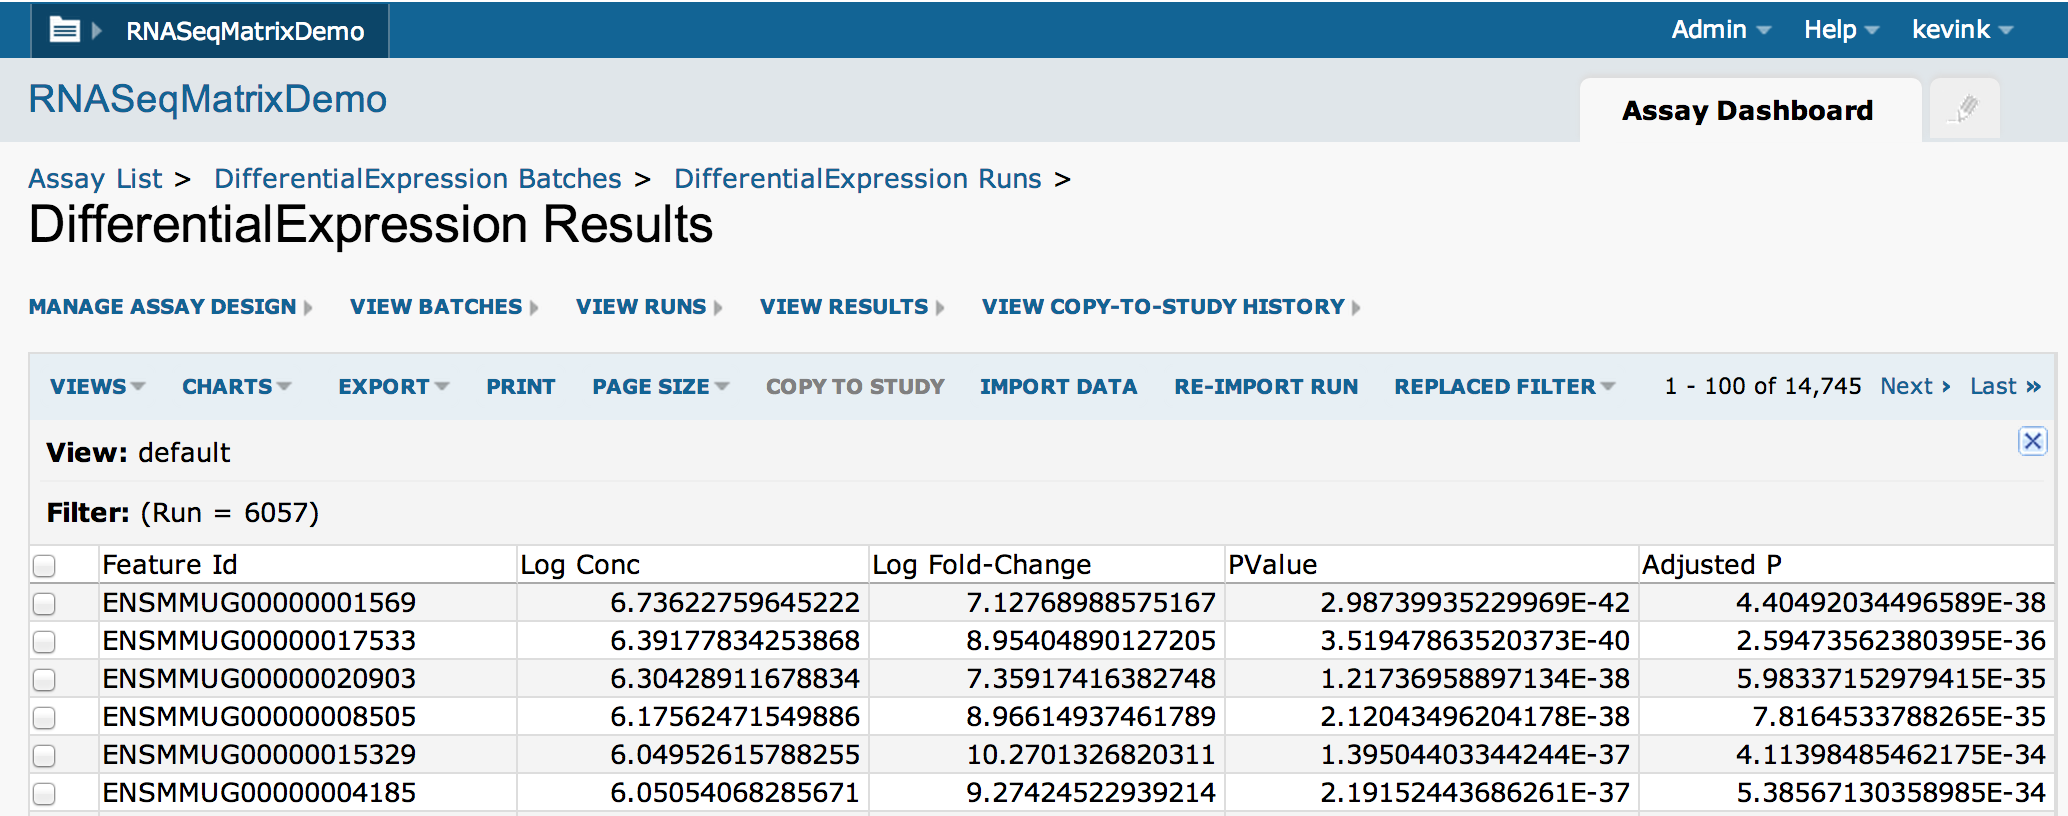 RNASeqMatrixDemo Admin Help kevink
RNASeqMatrixDemo Assay Dashboard
Assay List > DifferentialExpression Batches > DifferentialExpression Runs >
DifferentialExpression Results
MANAGE ASSAY DESIGN VIEW BATCHES VIEW RUNS VIEW RESULTS VIEW COPY-TO-STUDY HISTORY
VIEWS CHARTS EXPORT PRINT PAGE SIZE COPY TO STUDY IMPORT DATA RE-IMPORT RUN REPLACED FILTER 1 - 100 of 14,745 Next › Last »
View: default
Filter: (Run = 6057)
Feature Id Log Conc Log Fold-Change PValue Adjusted P
ENSMMUG00000001569 6.73622759645222 7.12768988575167 2.98739935229969E-42 4.40492034496589E-38
ENSMMUG00000017533 6.39177834253868 8.95404890127205 3.51947863520373E-40 2.59473562380395E-36
ENSMMUG00000020903 6.30428911678834 7.35917416382748 1.21736958897134E-38 5.98337152979415E-35
ENSMMUG00000008505 6.17562471549886 8.96614937461789 2.12043496204178E-38 7.8164533788265E-35
ENSMMUG00000015329 6.04952615788255 10.2701326820311 1.39504403344244E-37 4.11398485462175E-34
ENSMMUG00000004185 6.05054068285671 9.27424522939214 2.19152443686261E-37 5.38567130358985E-34